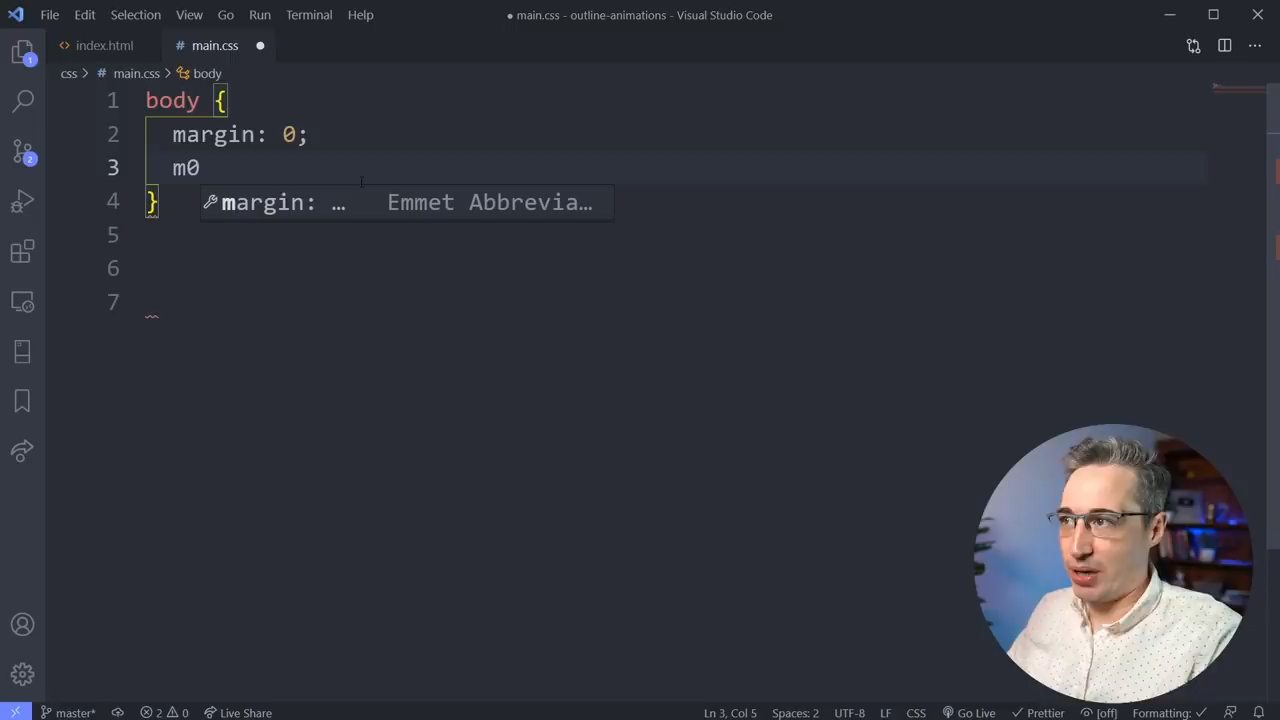 File Edit Selection View Go Run Terminal Help
● main.css - outline-animations - Visual Studio Code
<> index.html
# main.css ●
css > # main.css > body
1 body {
2 margin: 0;
3 m0
4 }
margin: … Emmet Abbrevia…
5
6
7
1
2
master* 2 0 Live Share
Ln 3, Col 5 Spaces: 2 UTF-8 LF CSS Go Live Prettier [off] Formatting: ✓